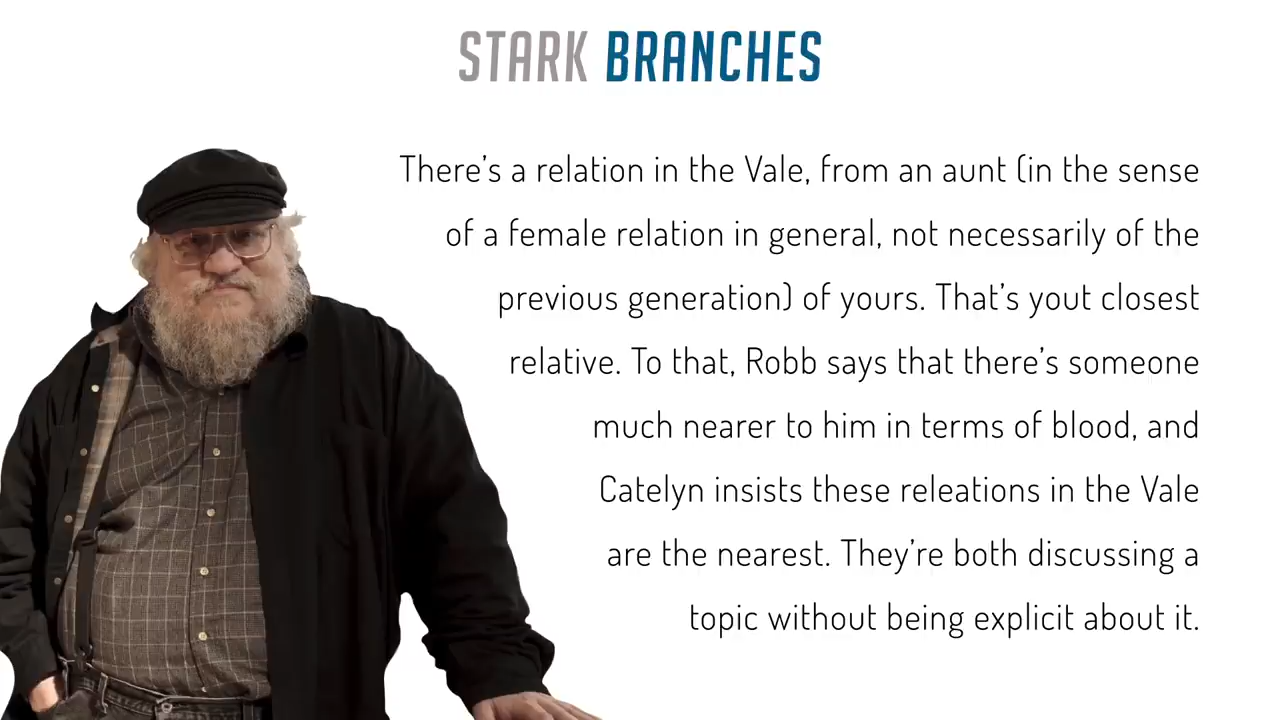 STARK BRANCHES
There's a relation in the Vale, from an aunt (in the sense
of a female relation in general, not necessarily of the
previous generation) of yours. That's yout closest
relative. To that, Robb says that there's someone
much nearer to him in terms of blood, and
Catelyn insists these releations in the Vale
are the nearest. They're both discussing a
topic without being explicit about it.